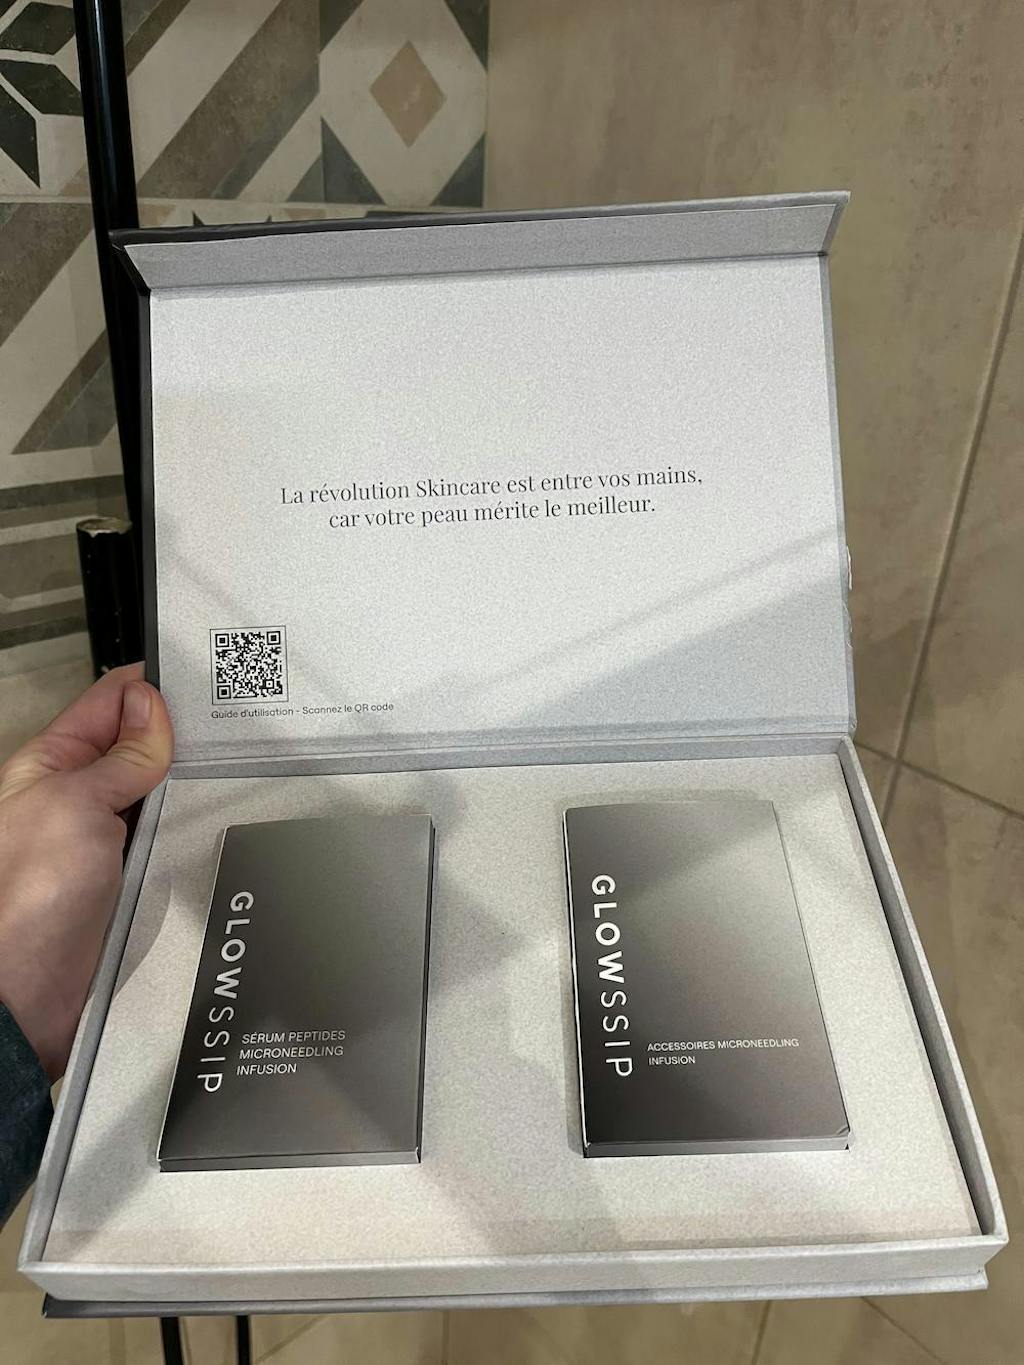 La révolution Skincare est entre vos mains,
car votre peau mérite le meilleur.
Guide d'utilisation - Scannez le QR code
GLOWSSIP
SÉRUM PEPTIDES
MICRONEEDLING
INFUSION
GLOWSSIP
ACCESSOIRES MICRONEEDLING
INFUSION